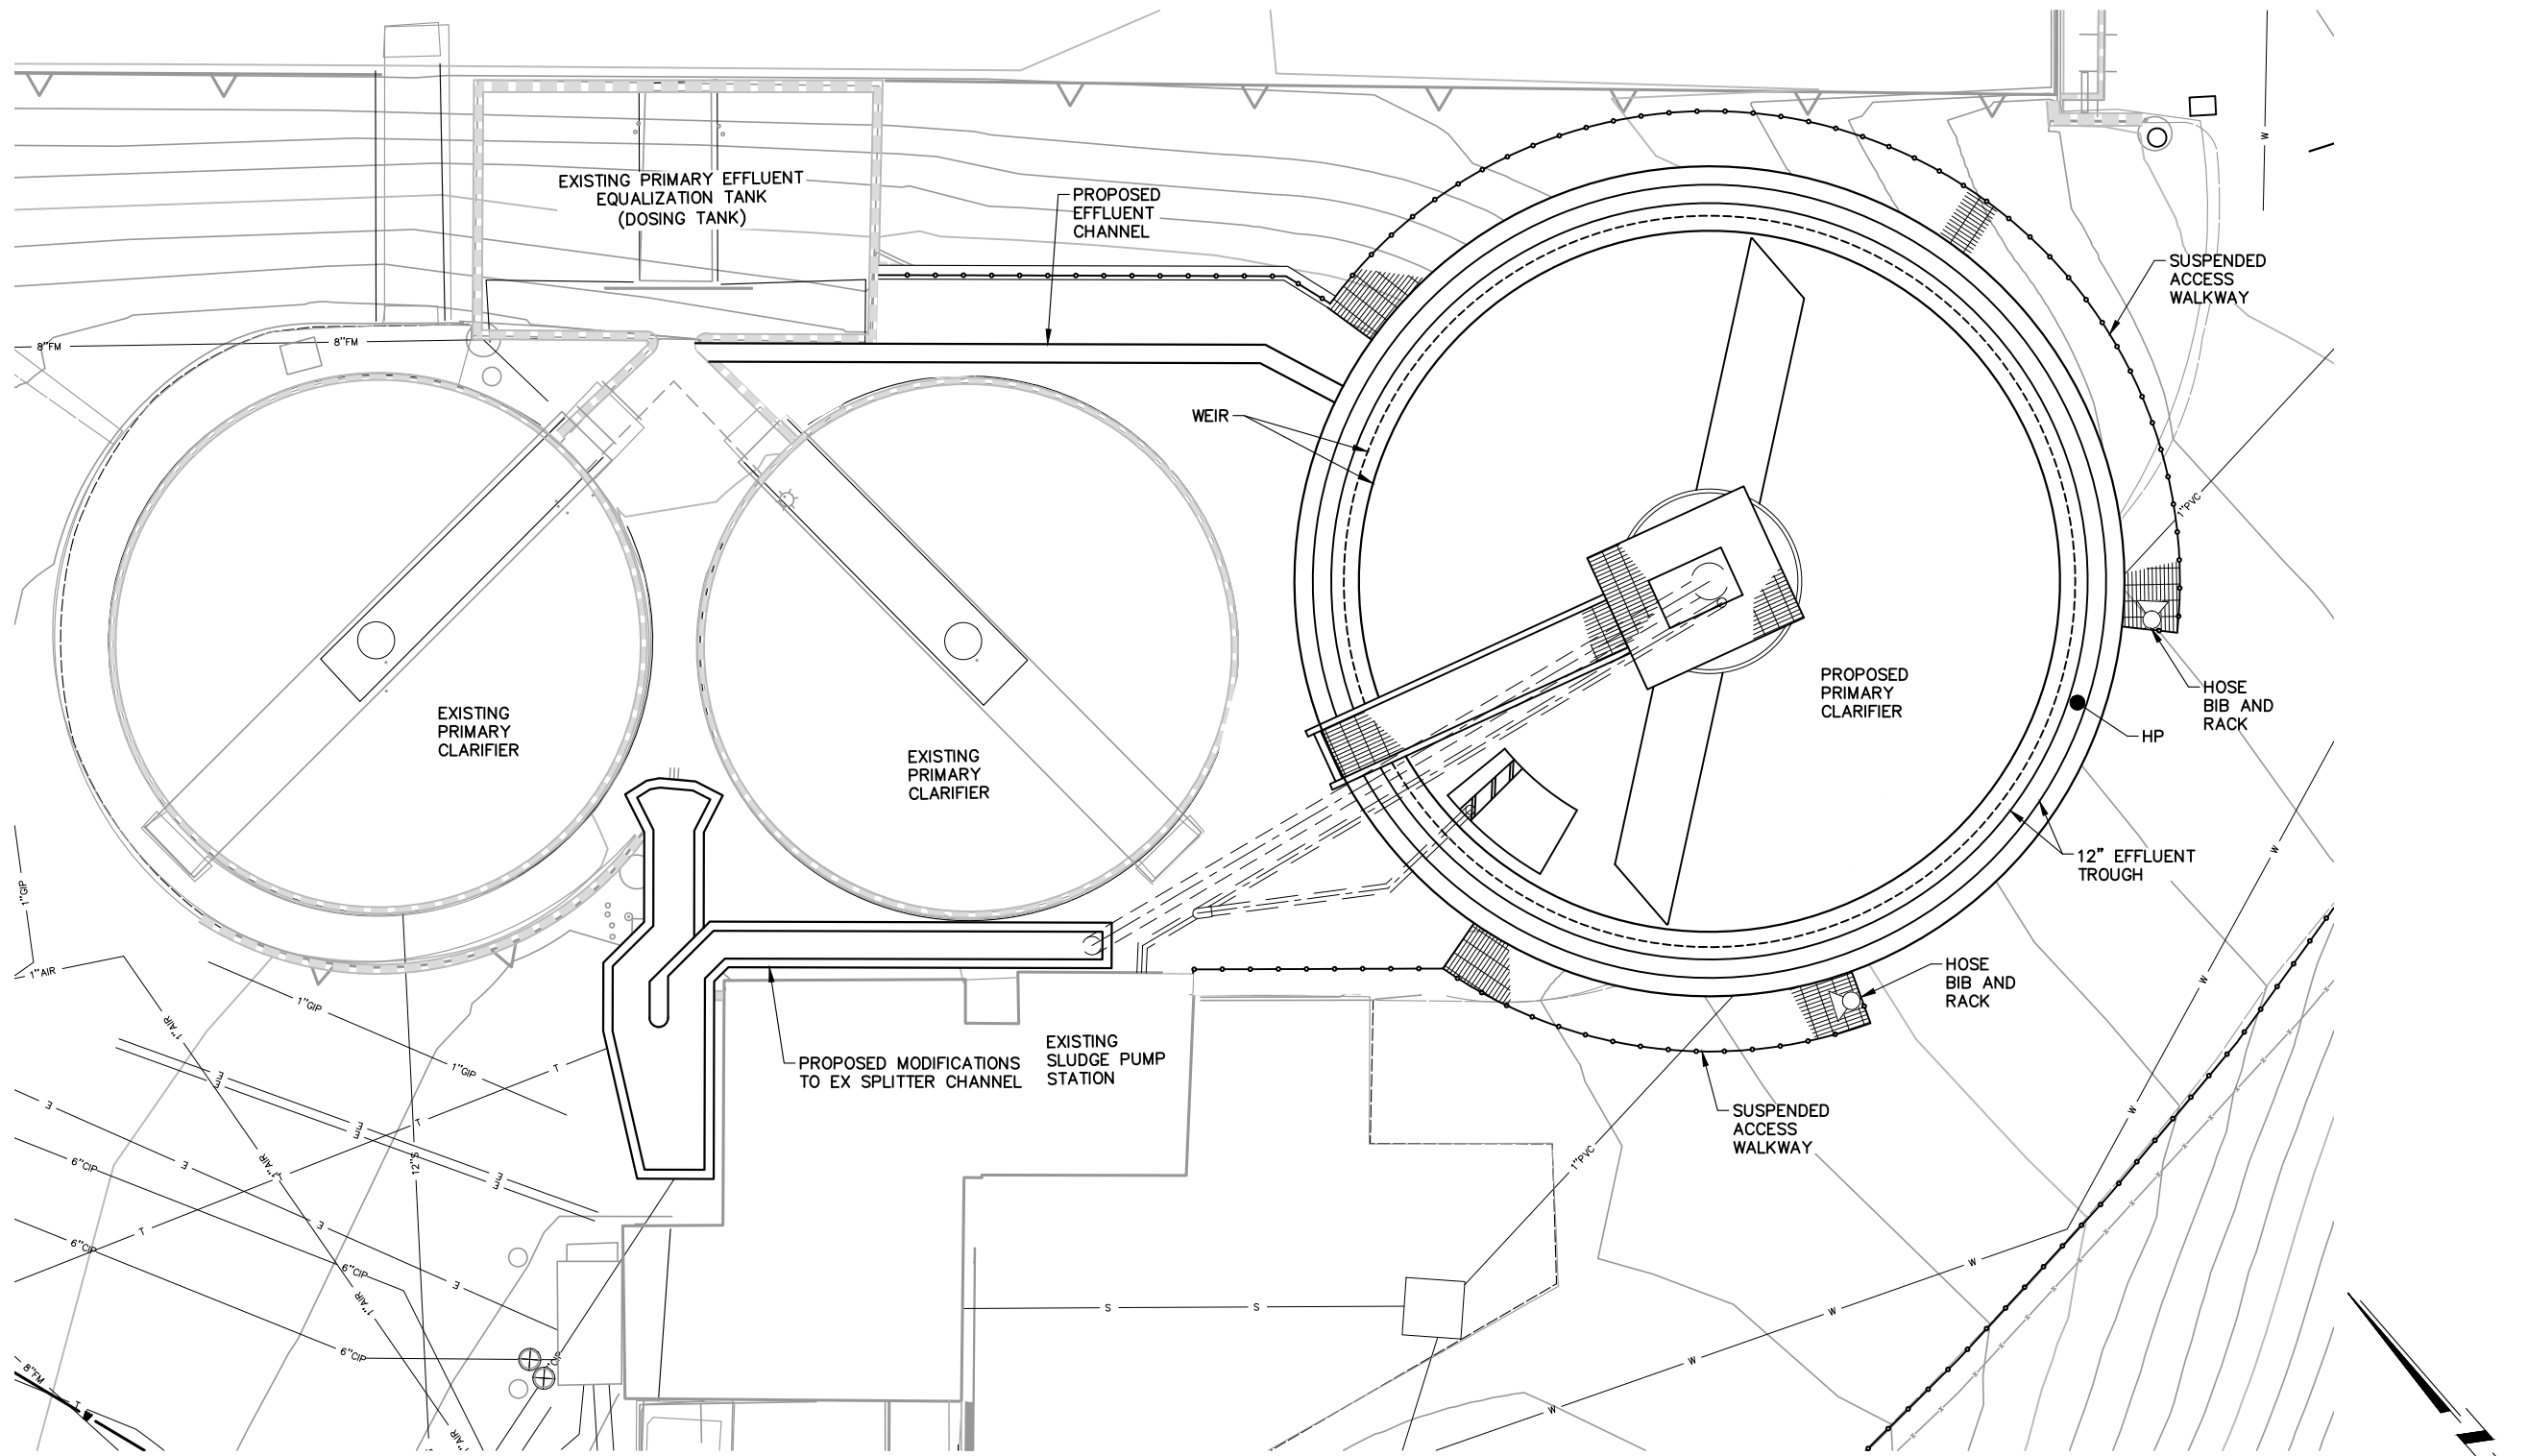 EXISTING PRIMARY EFFLUENT
EQUALIZATION TANK
(DOSING TANK)
PROPOSED
EFFLUENT
CHANNEL
W
SUSPENDED
ACCESS
WALKWAY
8"FM
8"FM
WEIR
1"PVC
PROPOSED
PRIMARY
CLARIFIER
HOSE
BIB AND
RACK
HP
EXISTING
PRIMARY
CLARIFIER
EXISTING
PRIMARY
CLARIFIER
12" EFFLUENT
TROUGH
W
1"GIP
1"AIR
HOSE
BIB AND
RACK
W
1"GIP
1"AIR
PROPOSED MODIFICATIONS
TO EX SPLITTER CHANNEL
EXISTING
SLUDGE PUMP
STATION
1"GIP
T
E
E
E
E
E
T
SUSPENDED
ACCESS
WALKWAY
W
6"CIP
E
1"AIR
12"S
1"PVC
T
E
E
T
E
6"CIP
6"CIP
E
W
1"AIR
S
S
W
6"CIP
W
8"FM
T
W
1"AIR
S
X
X
X
X
X
X